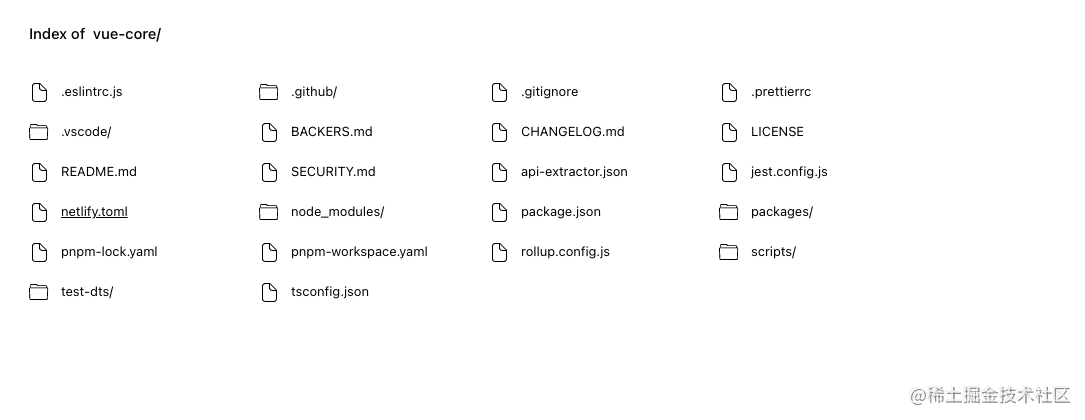 Index of vue-core/
.eslintrc.js .github/ .gitignore .prettierrc
.vscode/ BACKERS.md CHANGELOG.md LICENSE
README.md SECURITY.md api-extractor.json jest.config.js
netlify.toml node_modules/ package.json packages/
pnpm-lock.yaml pnpm-workspace.yaml rollup.config.js scripts/
test-dts/ tsconfig.json
@稀土掘金技术社区